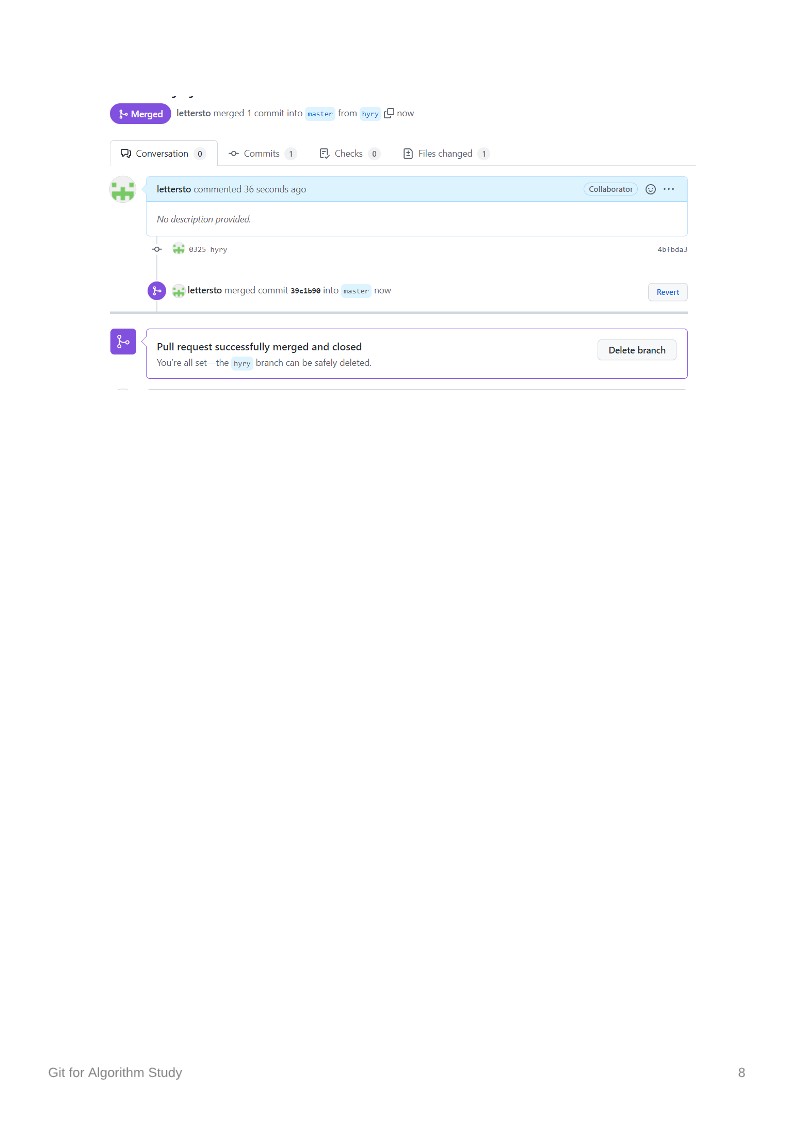 Merged lettersto merged 1 commit into master from hyry now
Conversation 0 Commits 1 Checks 0 Files changed 1
lettersto commented 36 seconds ago Collaborator
No description provided.
0325 hyry
lettersto merged commit 39c1b90 into master now Revert
Pull request successfully merged and closed
You're all set the hyry branch can be safely deleted.
Delete branch
Git for Algorithm Study 8